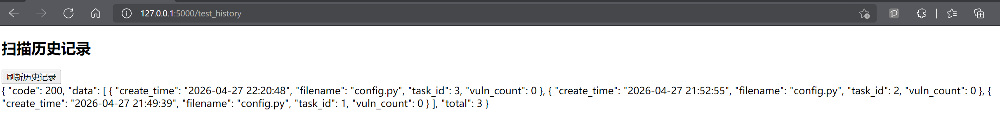 127.0.0.1:5000/test_history
扫描历史记录
刷新历史记录
{ "code": 200, "data": [ { "create_time": "2026-04-27 22:20:48", "filename": "config.py", "task_id": 3, "vuln_count": 0 }, { "create_time": "2026-04-27 21:52:55", "filename": "config.py", "task_id": 2, "vuln_count": 0 }, {
"create_time": "2026-04-27 21:49:39", "filename": "config.py", "task_id": 1, "vuln_count": 0 } ], "total": 3 }